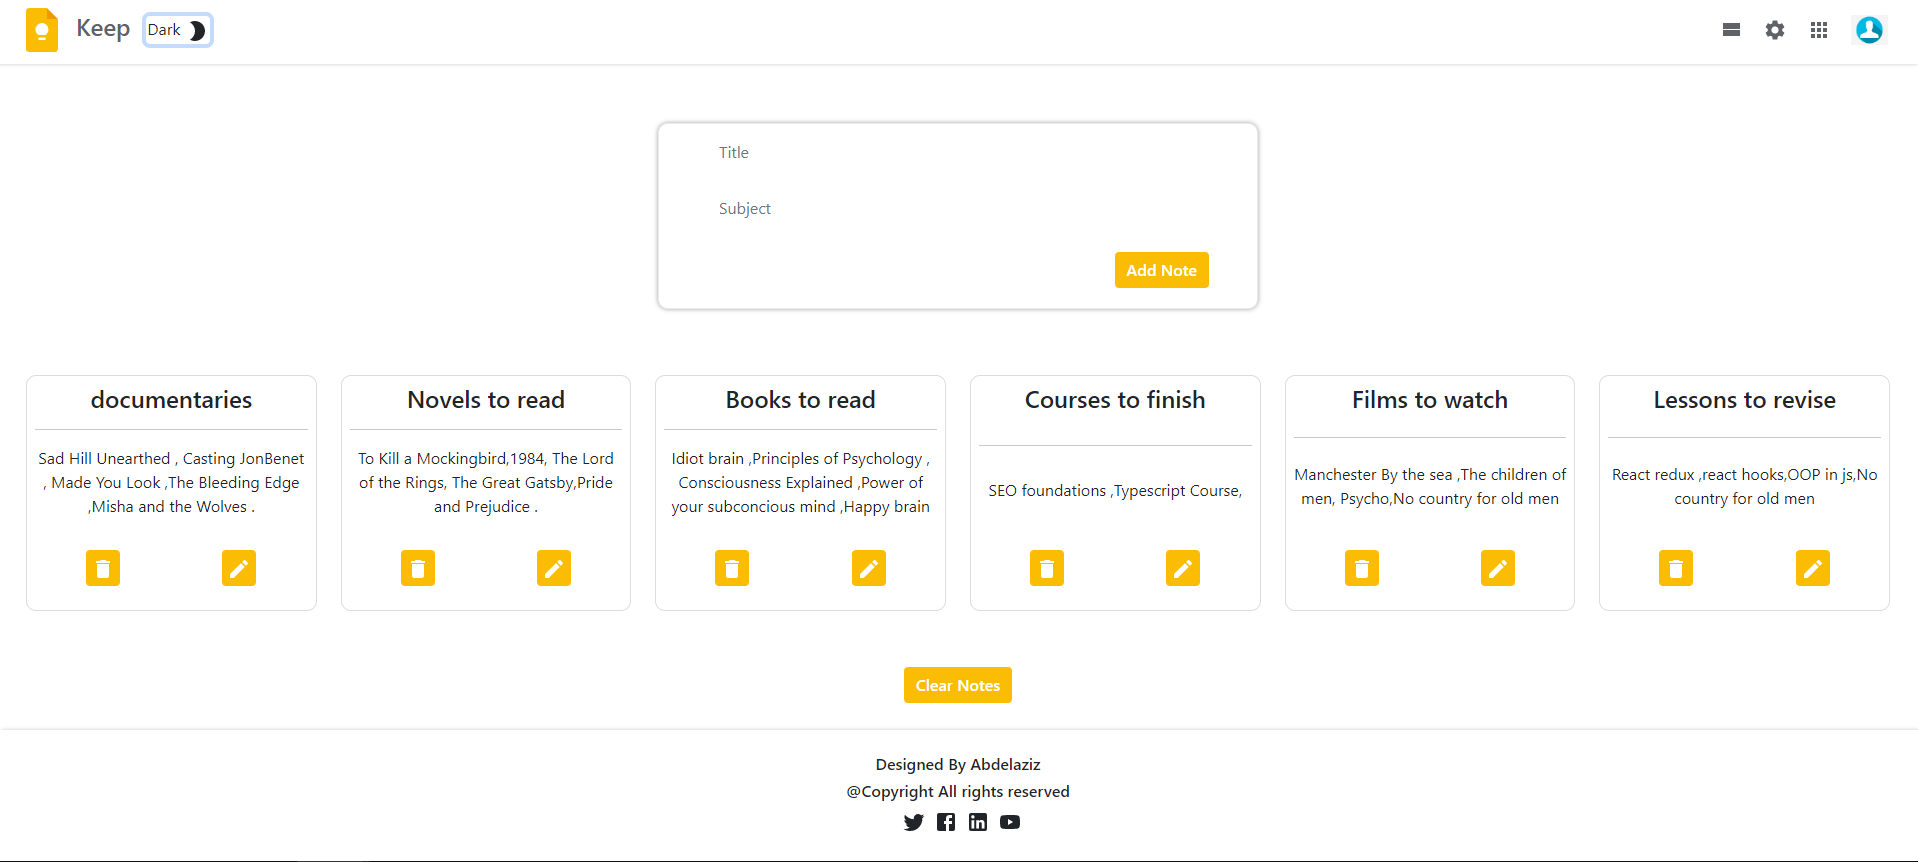 Keep
Dark
Title
Subject
Add Note
documentaries
Sad Hill Unearthed , Casting JonBenet
, Made You Look ,The Bleeding Edge
,Misha and the Wolves .
Novels to read
To Kill a Mockingbird,1984, The Lord
of the Rings, The Great Gatsby,Pride
and Prejudice .
Books to read
Idiot brain ,Principles of Psychology ,
Consciousness Explained ,Power of
your subconcious mind ,Happy brain
Courses to finish
SEO foundations ,Typescript Course,
Films to watch
Manchester By the sea ,The children of
men, Psycho,No country for old men
Lessons to revise
React redux ,react hooks,OOP in js,No
country for old men
Clear Notes
Designed By Abdelaziz
@Copyright All rights reserved